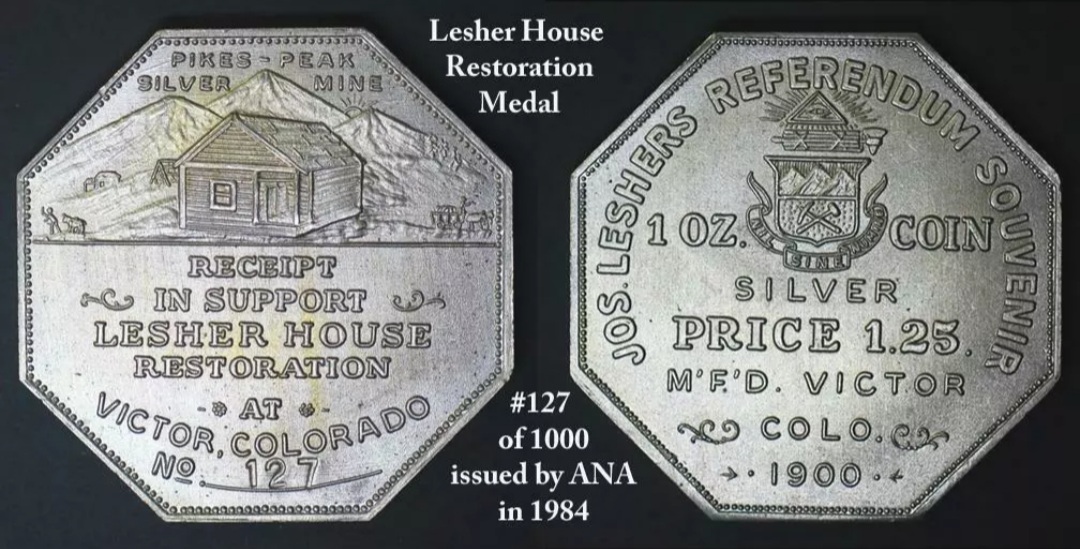 Lesher House
Restoration
Medal
PIKES - PEAK
SILVER MINE
RECEIPT
IN SUPPORT
LESHER HOUSE
RESTORATION
- AT -
VICTOR, COLORADO
No. 127
#127
of 1000
issued by ANA
in 1984
JOS. LESHERS REFERENDUM SOUVENIR
1 OZ. COIN
SINE
SILVER
PRICE 1.25.
M'F'D. VICTOR
COLO.
1900